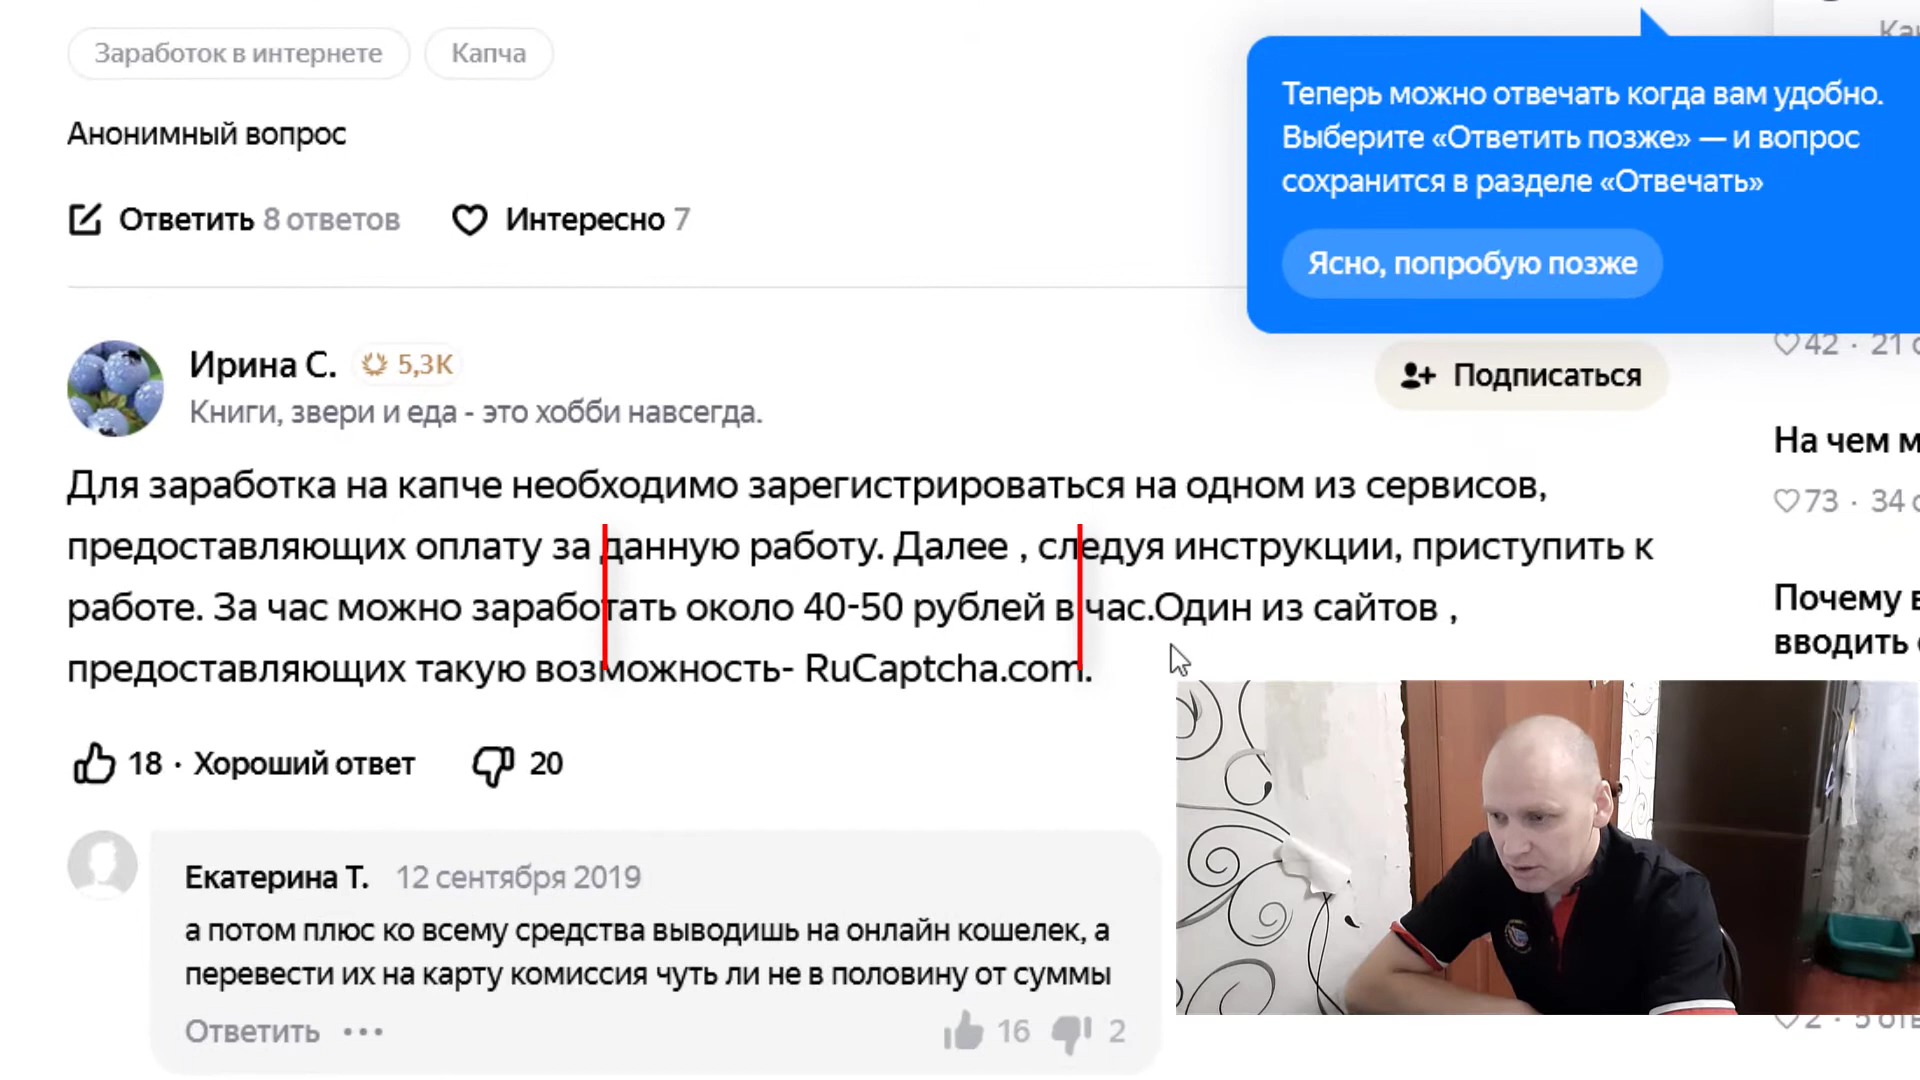 Заработок в интернете
Капча
Анонимный вопрос
Ответить 8 ответов
Интересно 7
Теперь можно отвечать когда вам удобно.
Выберите «Ответить позже» — и вопрос
сохранится в разделе «Отвечать»
Ясно, попробую позже
Ирина С. 5,3K
Книги, звери и еда - это хобби навсегда.
Подписаться
Для заработка на капче необходимо зарегистрироваться на одном из сервисов,
предоставляющих оплату за данную работу. Далее , следуя инструкции, приступить к
работе. За час можно заработать около 40-50 рублей в час.Один из сайтов ,
предоставляющих такую возможность- RuCaptcha.com.
18 · Хороший ответ
20
Екатерина Т. 12 сентября 2019
а потом плюс ко всему средства выводишь на онлайн кошелек, а
перевести их на карту комиссия чуть ли не в половину от суммы
Ответить •••
16
2
42 · 21
На чем
73 · 34
Почему
вводить